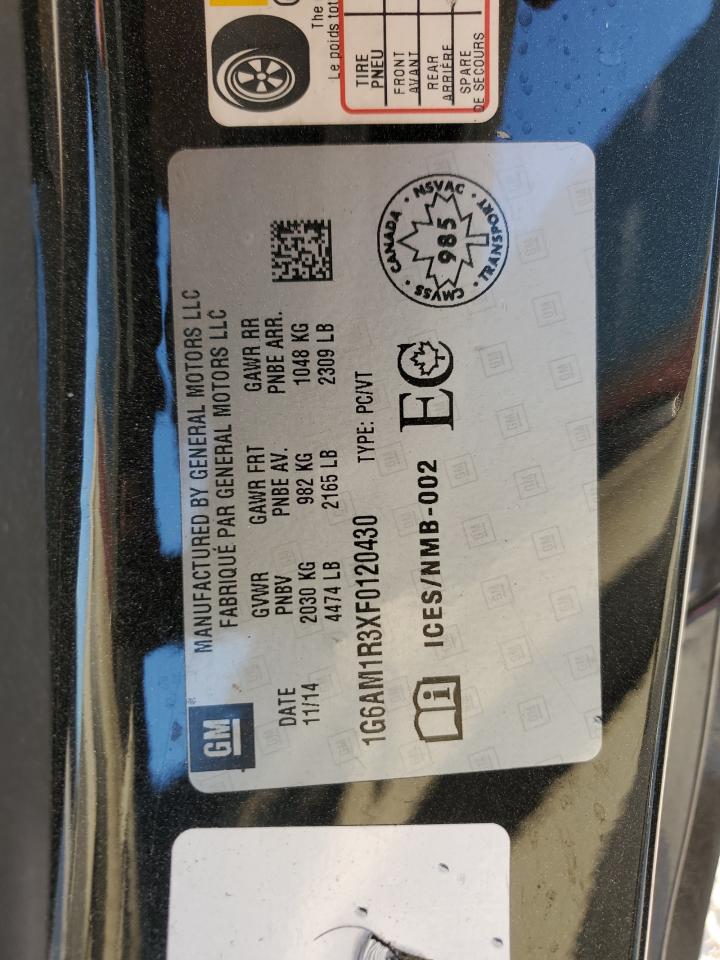 GM
MANUFACTURED BY GENERAL MOTORS LLC
FABRIQUÉ PAR GENERAL MOTORS LLC
DATE GVWR GAWR FRT GAWR RR
11/14 PNBV PNBE AV. PNBE ARR.
2030 KG 982 KG 1048 KG
4474 LB 2165 LB 2309 LB
1G6AM1R3XF0120430 TYPE: PC/VT
ICES/NMB-002 EC
CANADA · NSVAC · TRANSPORT · CMVSS ·
985
The
Le poids tot
TIRE
PNEU
FRONT
AVANT
REAR
ARRIÈRE
SPARE
DE SECOURS